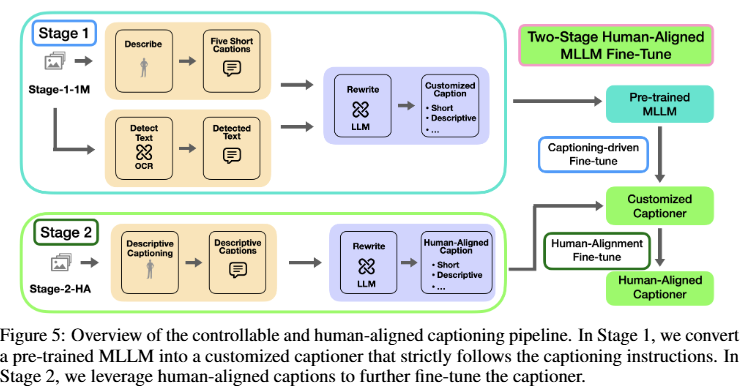 Stage 1
Stage-1-1M
Describe
Five Short
Captions
Detect
Text
OCR
Detected
Text
Rewrite
LLM
Customized
Caption
• Short
• Descriptive
• ...
Two-Stage Human-Aligned
MLLM Fine-Tune
Pre-trained
MLLM
Captioning-driven
Fine-tune
Customized
Captioner
Human-Alignment
Fine-tune
Human-Aligned
Captioner
Stage 2
Stage-2-HA
Descriptive
Captioning
Descriptive
Captions
Rewrite
LLM
Human-Aligned
Caption
• Short
• Descriptive
• ...
Figure 5: Overview of the controllable and human-aligned captioning pipeline. In Stage 1, we convert
a pre-trained MLLM into a customized captioner that strictly follows the captioning instructions. In
Stage 2, we leverage human-aligned captions to further fine-tune the captioner.